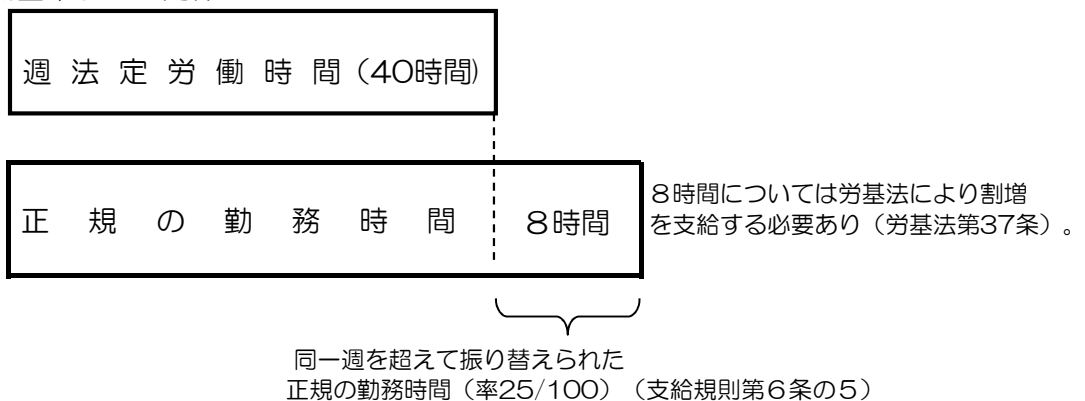 週法定労働時間(40時間)
正規の勤務時間 8時間
8時間については労基法により割増
を支給する必要あり(労基法第37条)。
同一週を超えて振り替えられた
正規の勤務時間(率25/100)(支給規則第6条の5)